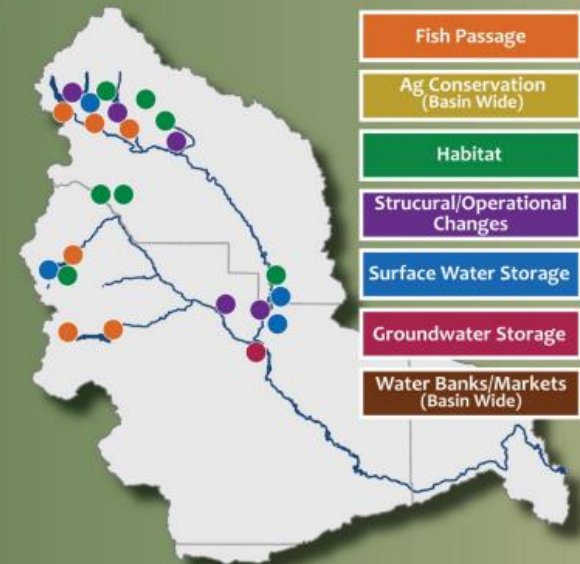 Fish Passage
Ag Conservation
(Basin Wide)
Habitat
Strucural/Operational
Changes
Surface Water Storage
Groundwater Storage
Water Banks/Markets
(Basin Wide)